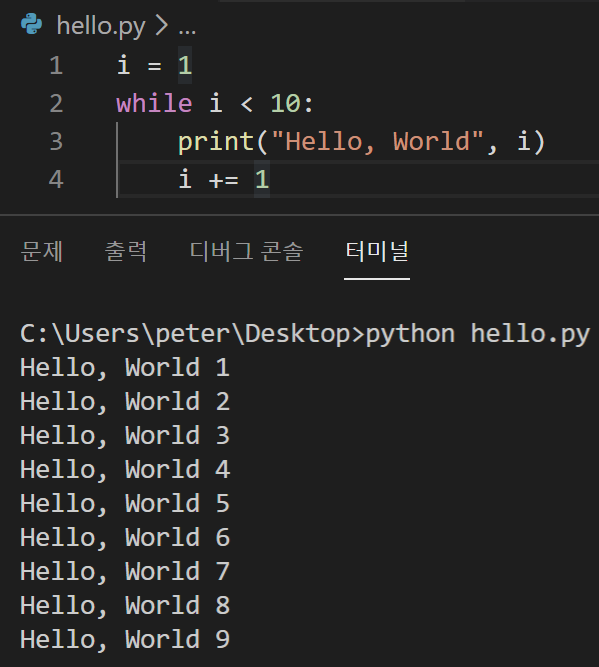 hello.py > ...
1 i = 1
2 while i < 10:
3     print("Hello, World", i)
4     i += 1
문제 출력 디버그 콘솔 터미널
C:\Users\peter\Desktop>python hello.py
Hello, World 1
Hello, World 2
Hello, World 3
Hello, World 4
Hello, World 5
Hello, World 6
Hello, World 7
Hello, World 8
Hello, World 9